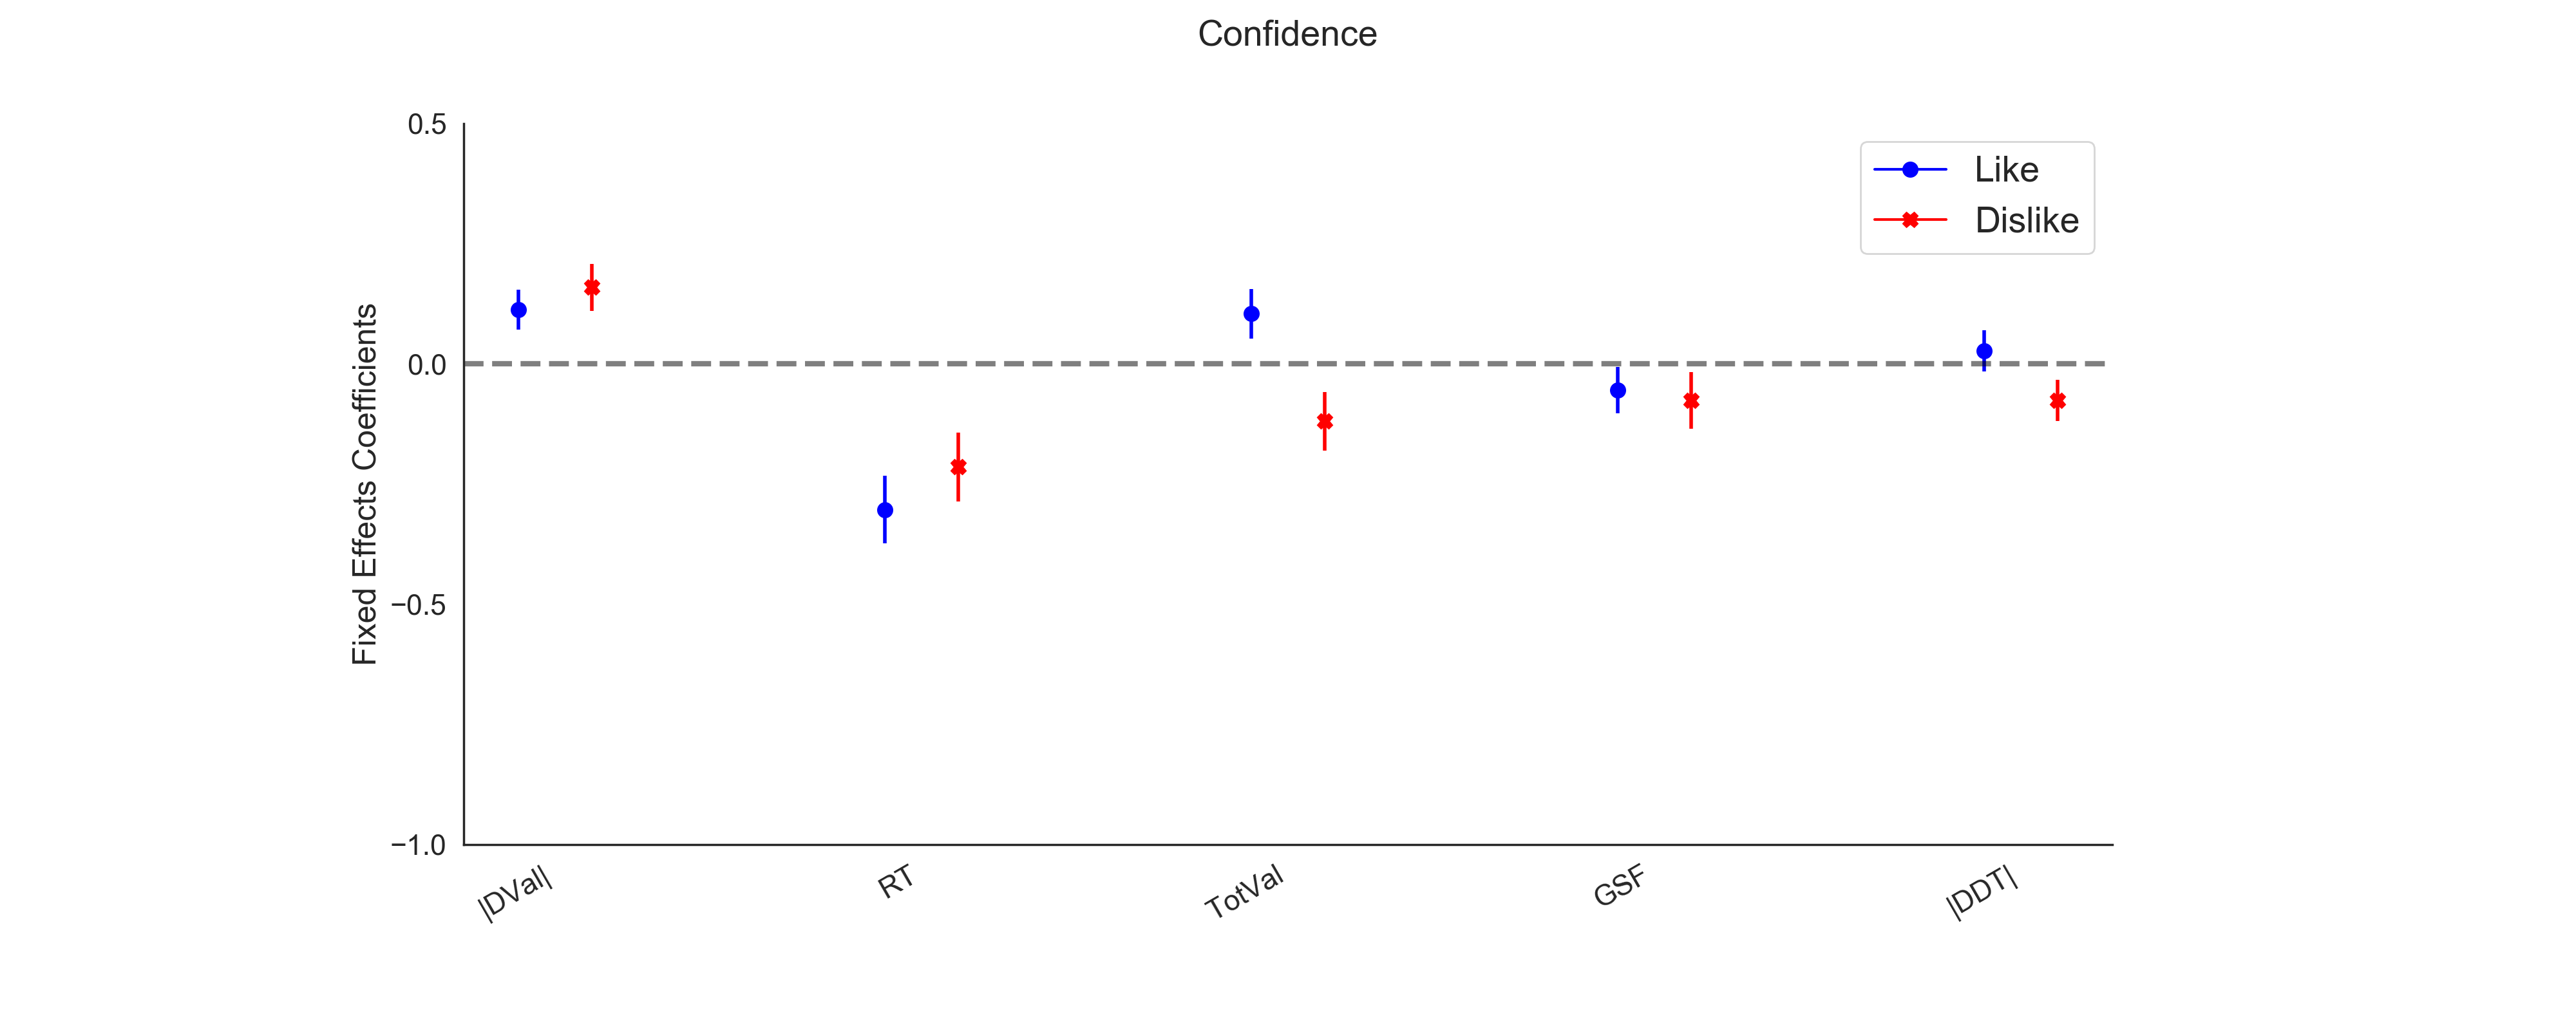 Confidence
0.5
0.0
−0.5
−1.0
Fixed Effects Coefficients
Like
Dislike
|DVal|
RT
TotVal
GSF
|DDT|